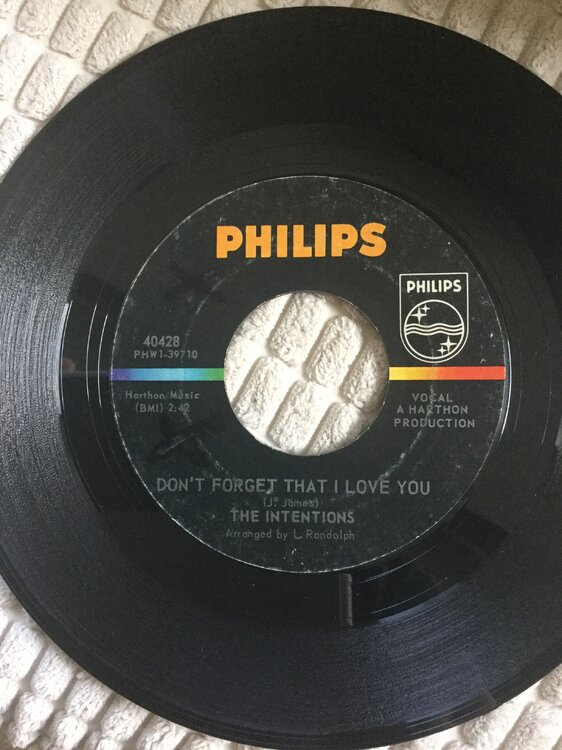 PHILIPS
PHILIPS
40428
PHW1-39710
Harthon Music
(BMI) 2:42
VOCAL
A HARTHON
PRODUCTION
DON'T FORGET THAT I LOVE YOU
(J. James)
THE INTENTIONS
Arranged by L. Randolph